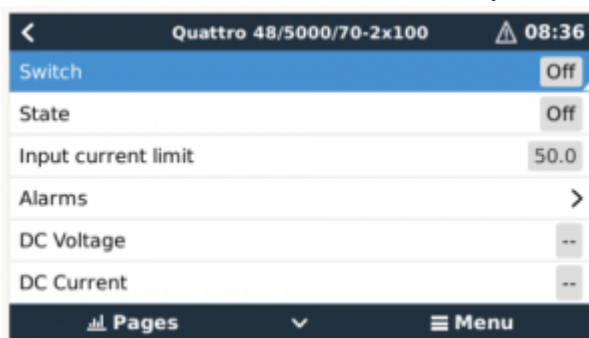 Quattro 48/5000/70-2x100 08:36
Switch Off
State Off
Input current limit 50.0
Alarms
DC Voltage --
DC Current --
Pages Menu